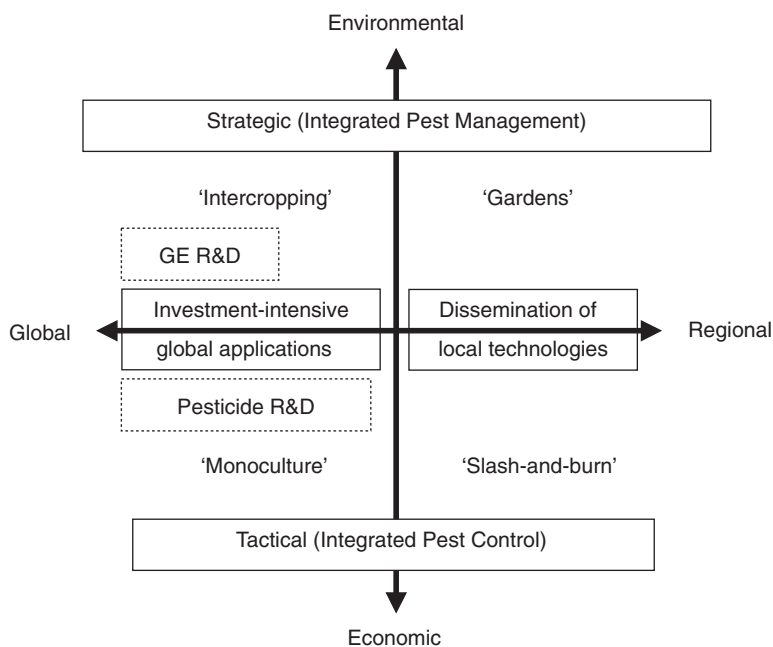 Environmental
Strategic (Integrated Pest Management)
‘Intercropping’
‘Gardens’
GE R&D
Investment-intensive
global applications
Dissemination of
local technologies
Global
Regional
Pesticide R&D
‘Monoculture’
‘Slash-and-burn’
Tactical (Integrated Pest Control)
Economic